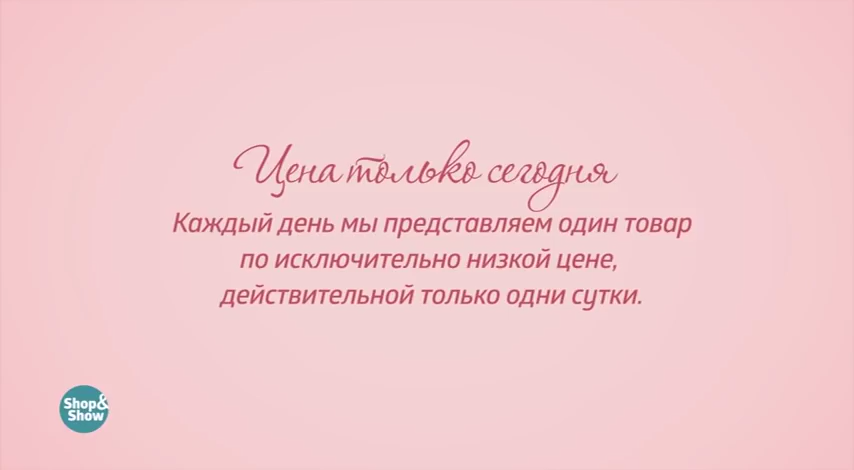 Цена только сегодня
Каждый день мы представляем один товар
по исключительно низкой цене,
действительной только одни сутки.
Shop&
Show